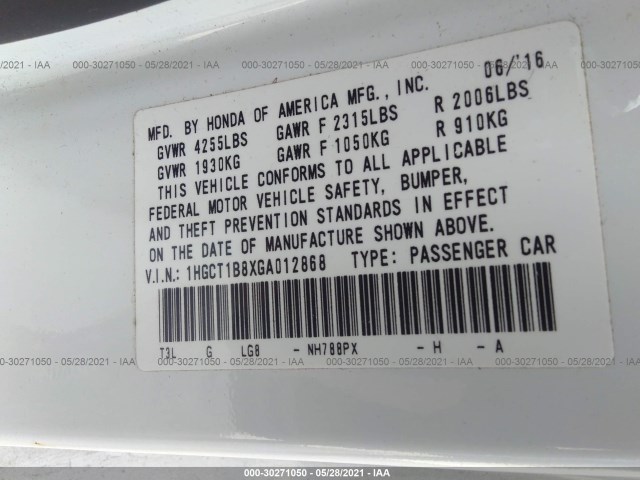 000-30271050 - 05/28/2021 - IAA
MFD. BY HONDA OF AMERICA MFG., INC. 06/'16
GVWR 4255LBS GAWR F 2315LBS R 2006LBS
GVWR 1930KG GAWR F 1050KG R 910KG
THIS VEHICLE CONFORMS TO ALL APPLICABLE
FEDERAL MOTOR VEHICLE SAFETY, BUMPER,
AND THEFT PREVENTION STANDARDS IN EFFECT
ON THE DATE OF MANUFACTURE SHOWN ABOVE.
V.I.N.: 1HGCT1B8XGA012868 TYPE: PASSENGER CAR
T3L G LG8 - NH788PX - H - A
000-30271050 - 05/28/2021 - IAA